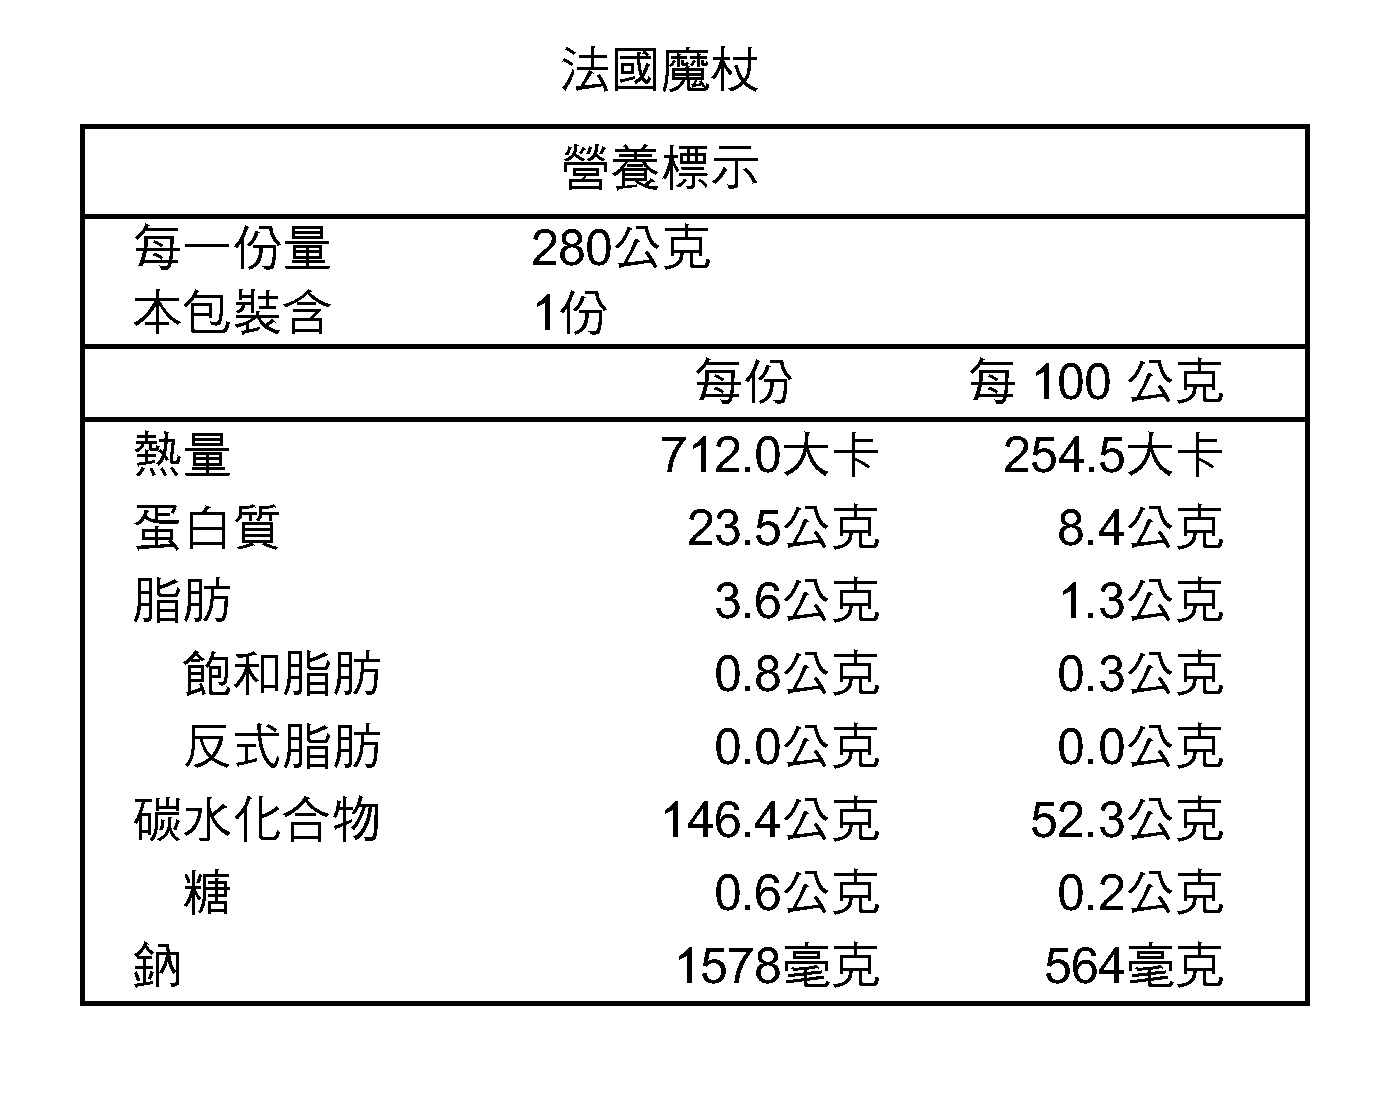 法國魔杖
營養標示
每一份量 280公克
本包裝含 1份
每份 每 100 公克
熱量 712.0大卡 254.5大卡
蛋白質 23.5公克 8.4公克
脂肪 3.6公克 1.3公克
飽和脂肪 0.8公克 0.3公克
反式脂肪 0.0公克 0.0公克
碳水化合物 146.4公克 52.3公克
糖 0.6公克 0.2公克
鈉 1578毫克 564毫克